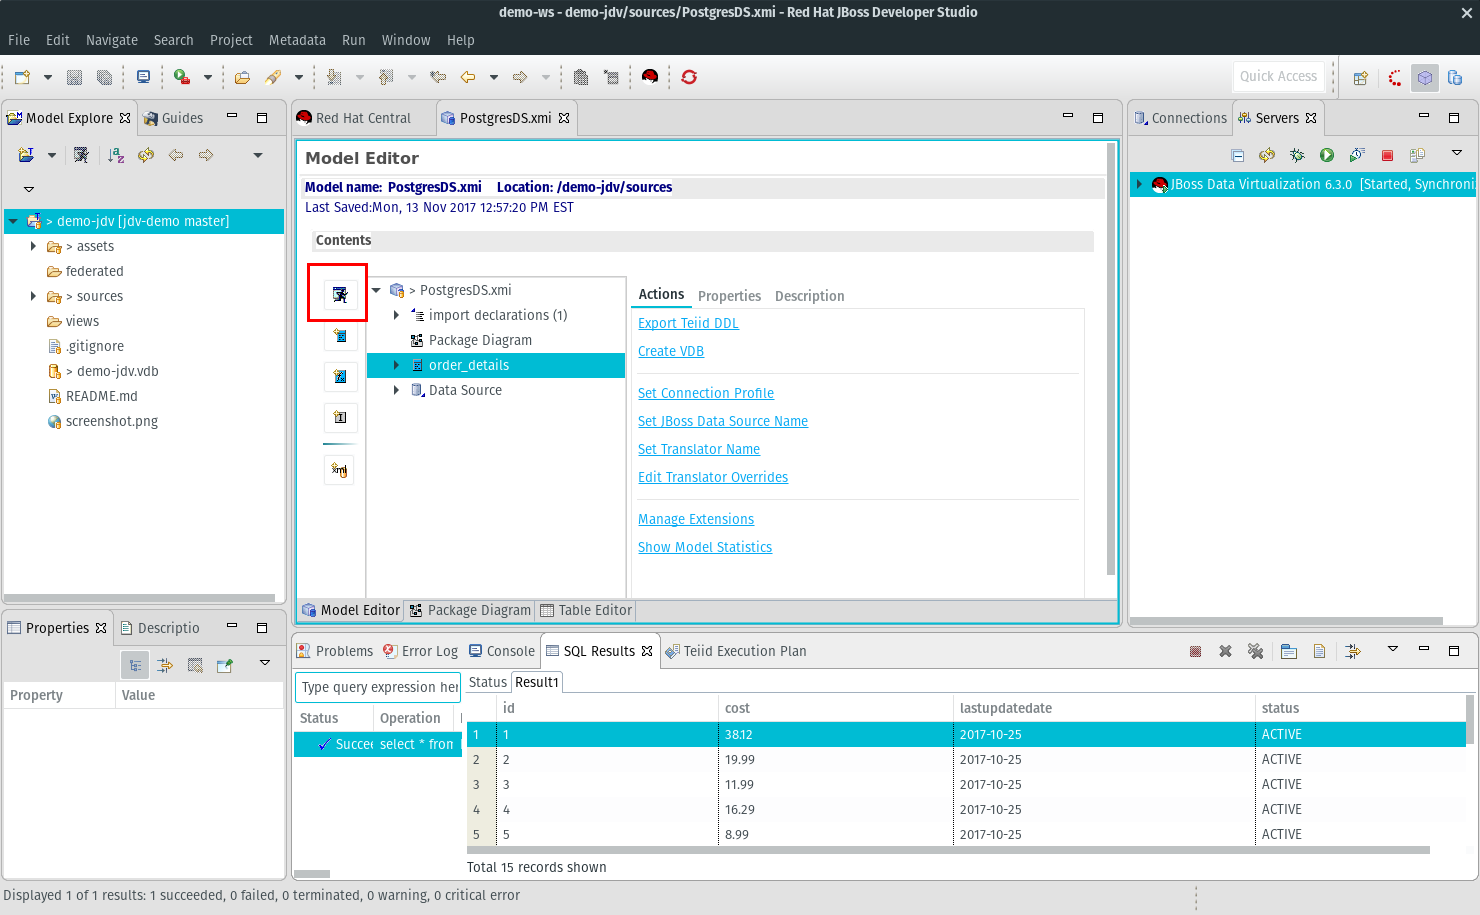 demo-ws - demo-jdv/sources/PostgresDS.xmi - Red Hat JBoss Developer Studio
File Edit Navigate Search Project Metadata Run Window Help
Quick Access
Model Explore
Guides
demo-jdv [jdv-demo master]
> assets
federated
> sources
views
.gitignore
> demo-jdv.vdb
README.md
screenshot.png
Red Hat Central
PostgresDS.xmi
Model Editor
Model name: PostgresDS.xmi Location: /demo-jdv/sources
Last Saved:Mon, 13 Nov 2017 12:57:20 PM EST
Contents
> PostgresDS.xmi
import declarations (1)
Package Diagram
order_details
Data Source
Actions Properties Description
Export Teiid DDL
Create VDB
Set Connection Profile
Set JBoss Data Source Name
Set Translator Name
Edit Translator Overrides
Manage Extensions
Show Model Statistics
Model Editor Package Diagram Table Editor
Connections Servers
JBoss Data Virtualization 6.3.0 [Started, Synchroni
Properties Descriptio
Property Value
Problems Error Log Console SQL Results Teiid Execution Plan
Type query expression her
Status Operation
Succe select * from
Status Result1
id cost lastupdatedate status
1 1 38.12 2017-10-25 ACTIVE
2 2 19.99 2017-10-25 ACTIVE
3 3 11.99 2017-10-25 ACTIVE
4 4 16.29 2017-10-25 ACTIVE
5 5 8.99 2017-10-25 ACTIVE
Total 15 records shown
Displayed 1 of 1 results: 1 succeeded, 0 failed, 0 terminated, 0 warning, 0 critical error